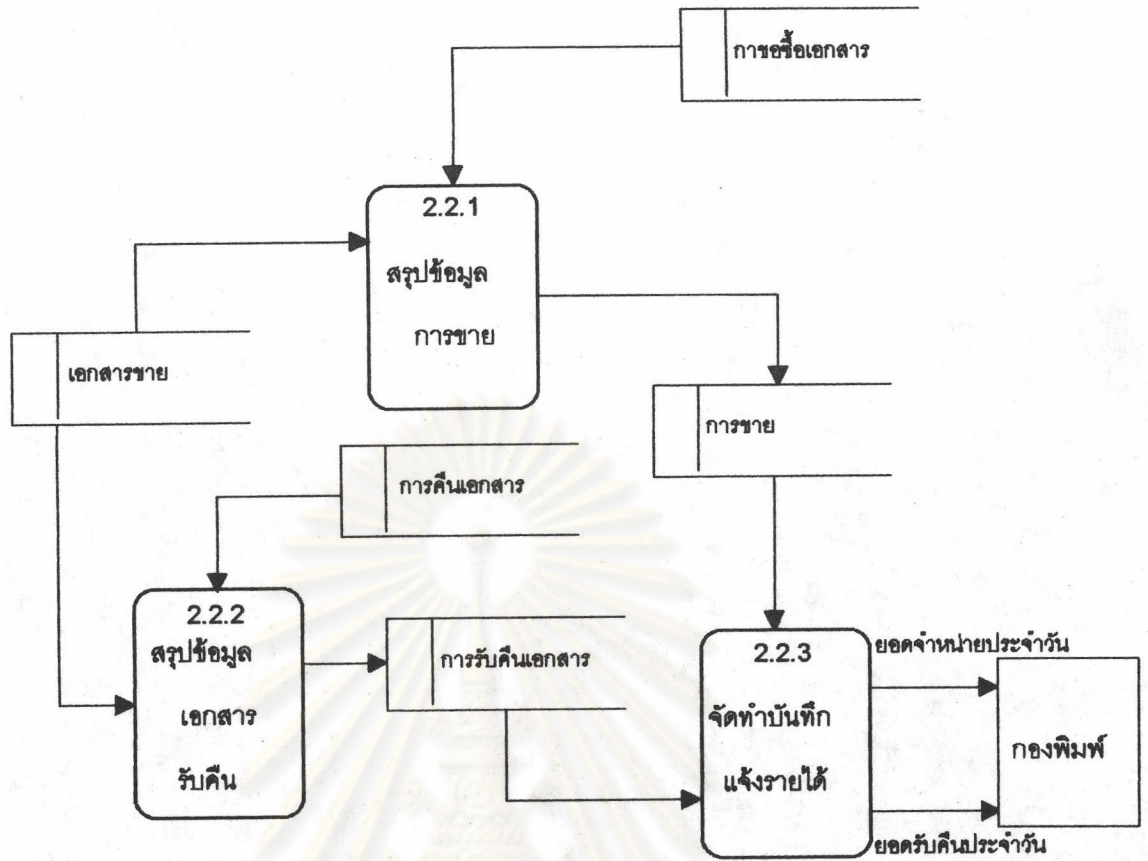 กาขอซื้อเอกสาร
2.2.1
สรุปข้อมูล
การขาย
เอกสารขาย
การขาย
การคืนเอกสาร
2.2.2
สรุปข้อมูล
เอกสาร
รับคืน
การรับคืนเอกสาร
2.2.3
จัดทำบันทึก
แจ้งรายได้
ยอดจำหน่ายประจำวัน
กองพิมพ์
ยอดรับคืนประจำวัน